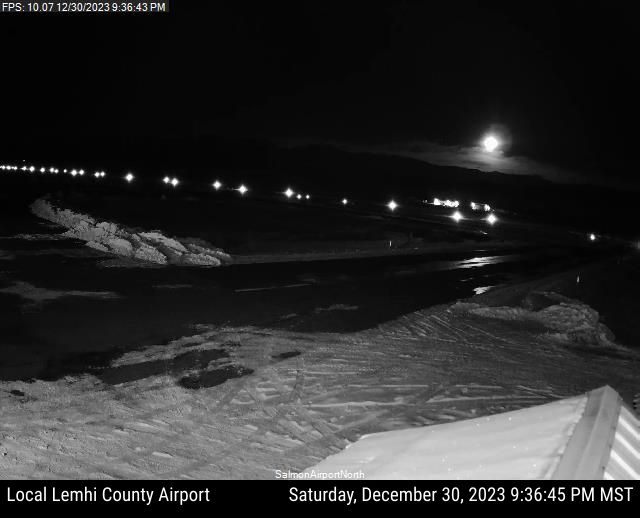 FPS: 10.07 12/30/2023 9:36:43 PM
SalmonAirportNorth
Local Lemhi County Airport
Saturday, December 30, 2023 9:36:45 PM MST